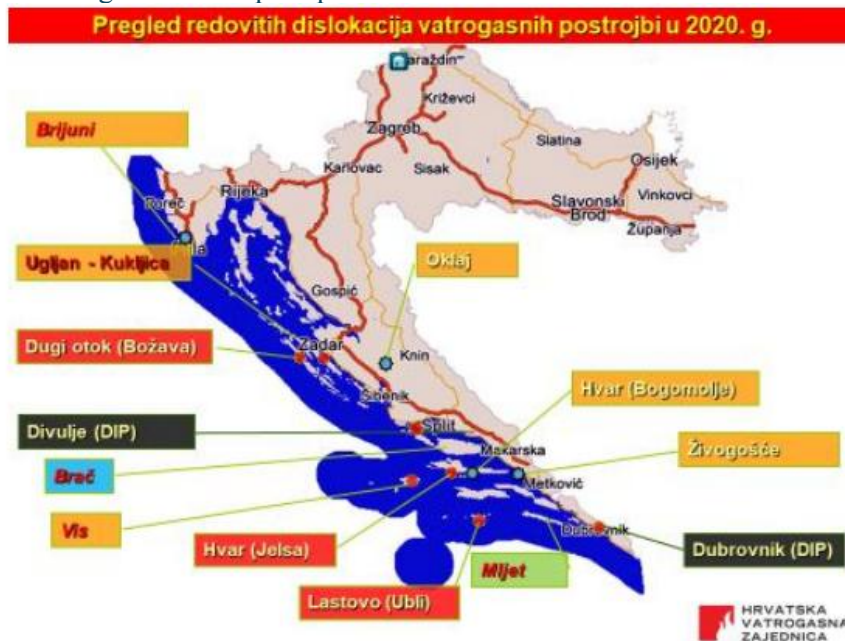 Pregled redovitih dislokacija vatrogasnih postrojbi u 2020. g.
Varaždin
Križevci
Brijuni
Zagreb
Slatina
Osijek
Karlovac
Sisak
Poreč
Rijeka
Slavonski
Brod
Vinkovci
Županja
Ugljan - Kukljica
Oklaj
Gospić
Dugi otok (Božava)
Zadar
Knin
Hvar (Bogomolje)
Šibenik
Divulje (DIP)
Split
Makarska
Živogošće
Brač
Metković
Vis
Hvar (Jelsa)
Dubrovnik
Dubrovnik (DIP)
Mljet
Lastovo (Ubli)
HRVATSKA
VATROGASNA
ZAJEDNICA